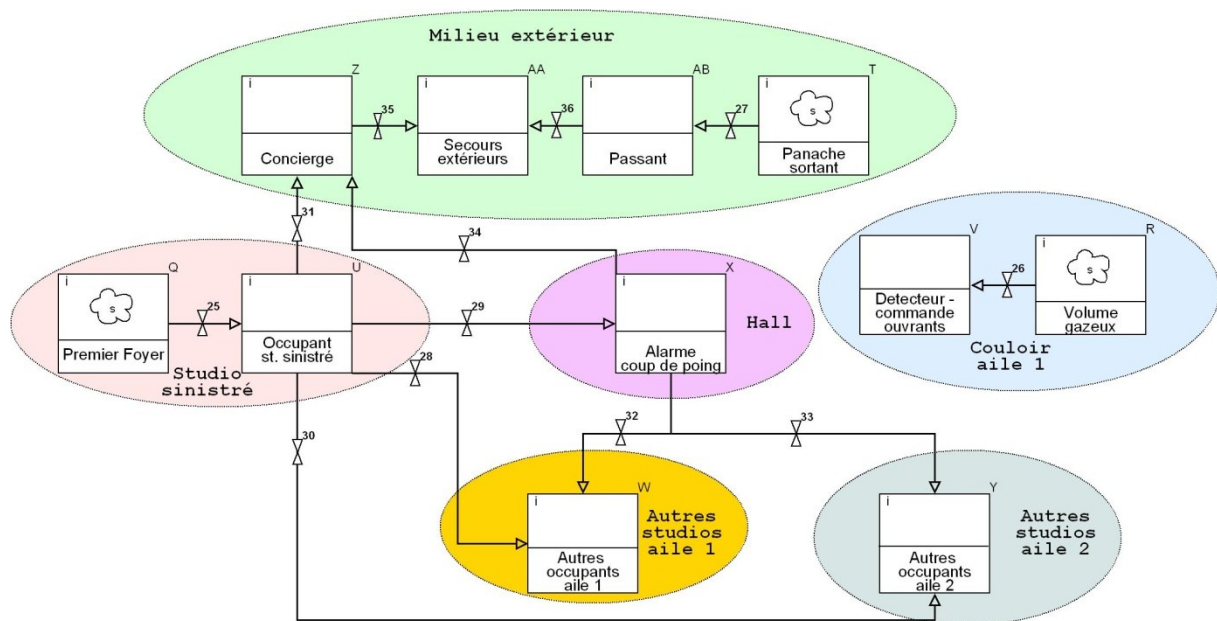 Milieu extérieur
Z
i
Concierge
35
AA
i
Secours
extérieurs
36
AB
i
Passant
27
T
i
s
Panache
sortant
31
34
Q
i
s
Premier Foyer
25
U
i
Occupant
st. sinistré
Studio
sinistré
29
28
30
X
i
Alarme
coup de poing
Hall
V
i
Detecteur -
commande
ouvrants
26
R
i
s
Volume
gazeux
Couloir
aile 1
32
33
W
i
Autres
occupants
aile 1
Autres
studios
aile 1
Y
i
Autres
occupants
aile 2
Autres
studios
aile 2